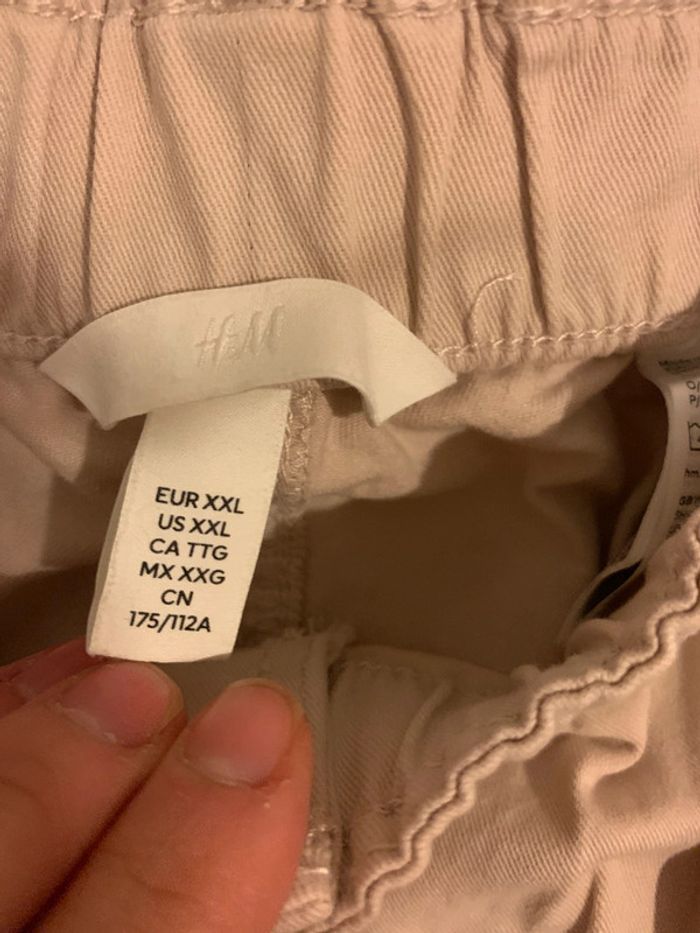 H&M
EUR XXL
US XXL
CA TTG
MX XXG
CN
175/112A